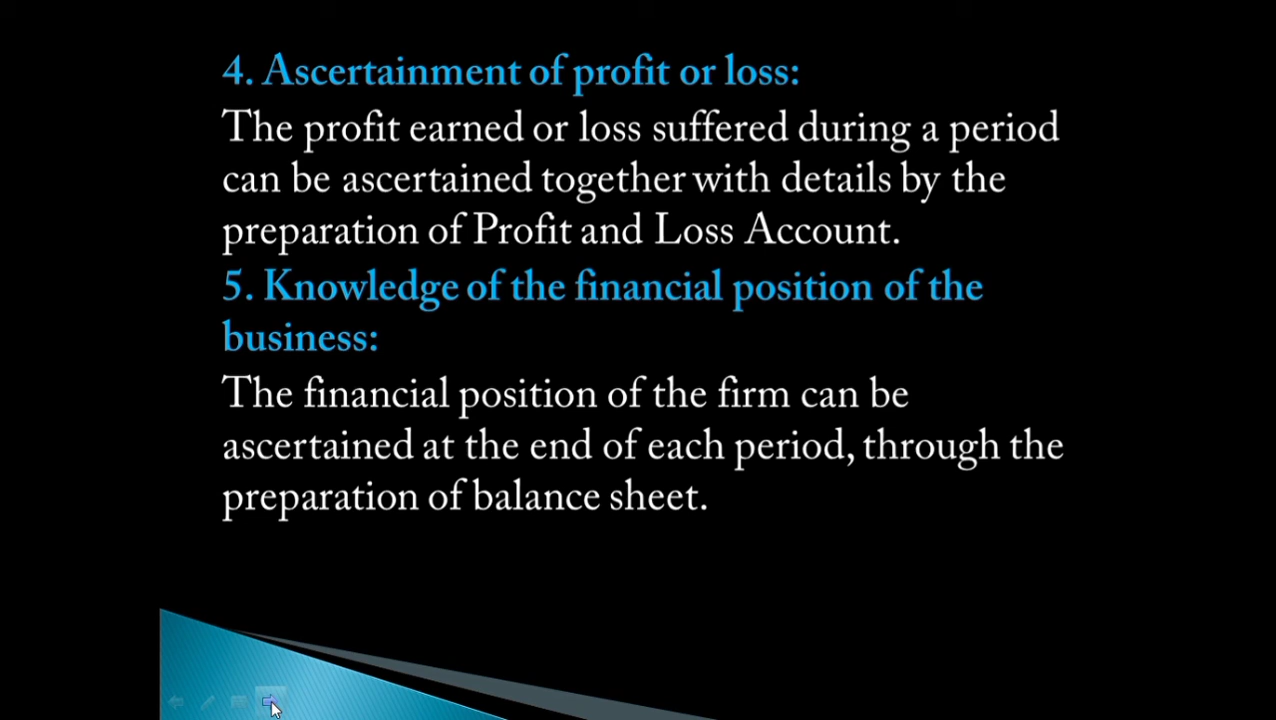 4. Ascertainment of profit or loss:
The profit earned or loss suffered during a period
can be ascertained together with details by the
preparation of Profit and Loss Account.
5. Knowledge of the financial position of the
business:
The financial position of the firm can be
ascertained at the end of each period, through the
preparation of balance sheet.